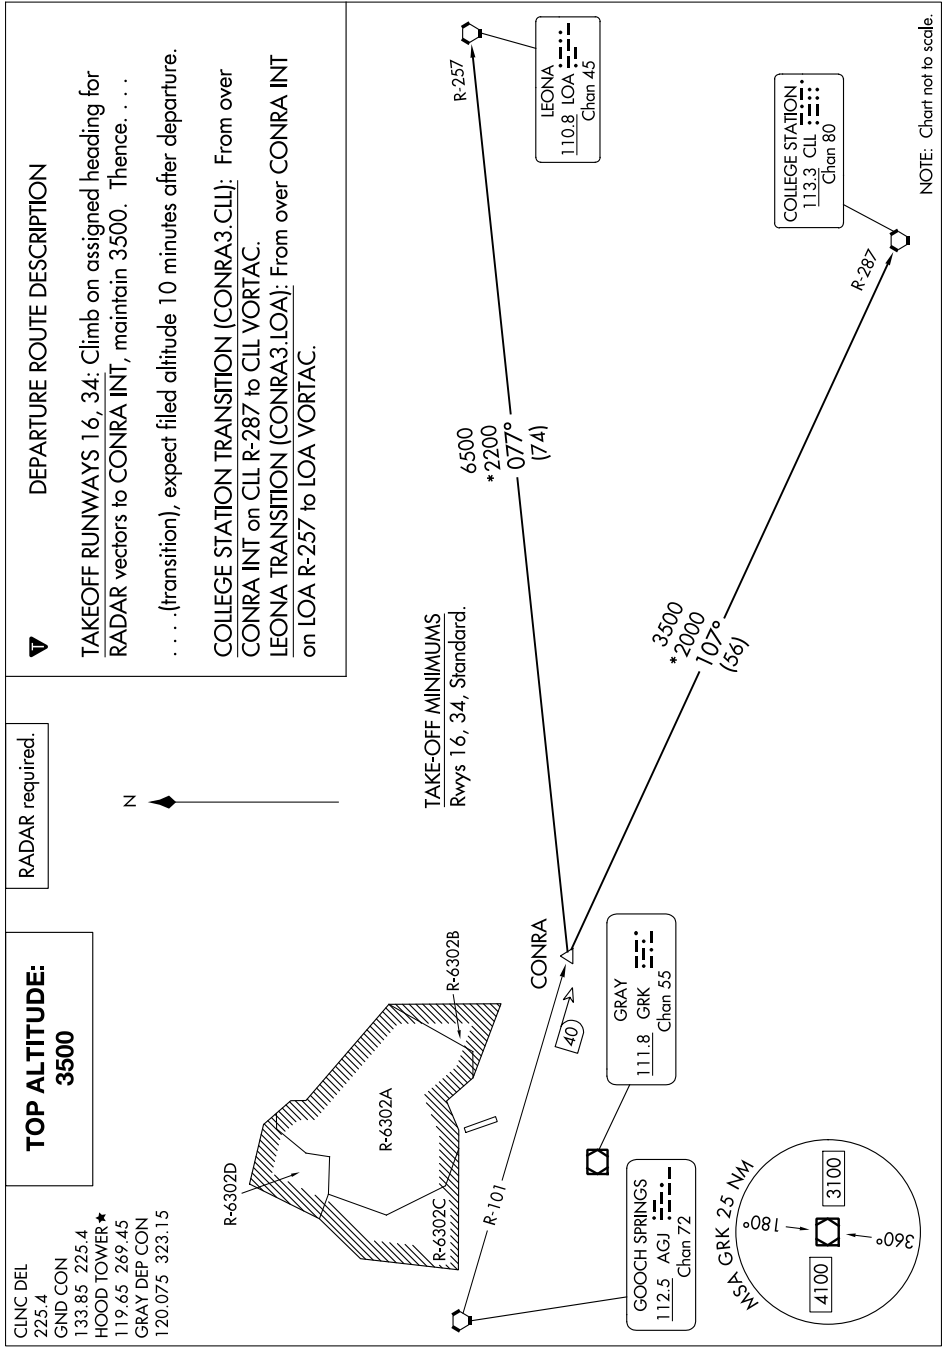 CLNC DEL
225.4
GND CON
133.85 225.4
HOOD TOWER★
119.65 269.45
GRAY DEP CON
120.075 323.15
TOP ALTITUDE:
3500
RADAR required.
N
T
DEPARTURE ROUTE DESCRIPTION
TAKEOFF RUNWAYS 16, 34: Climb on assigned heading for
RADAR vectors to CONRA INT, maintain 3500. Thence. . . .
. . . .(transition), expect filed altitude 10 minutes after departure.
COLLEGE STATION TRANSITION (CONRA3.CLL): From over
CONRA INT on CLL R-287 to CLL VORTAC.
LEONA TRANSITION (CONRA3.LOA): From over CONRA INT
on LOA R-257 to LOA VORTAC.
TAKE-OFF MINIMUMS
Rwys 16, 34, Standard.
R-6302D
R-6302A
R-6302B
R-6302C
R-101
CONRA
40
6500
*2200
077°
(74)
R-257
LEONA
110.8 LOA
Chan 45
3500
*2000
107°
(56)
R-287
COLLEGE STATION
113.3 CLL
Chan 80
GRAY
111.8 GRK
Chan 55
GOOCH SPRINGS
112.5 AGJ
Chan 72
MSA GRK 25 NM
180°
3100
4100
360°
NOTE: Chart not to scale.